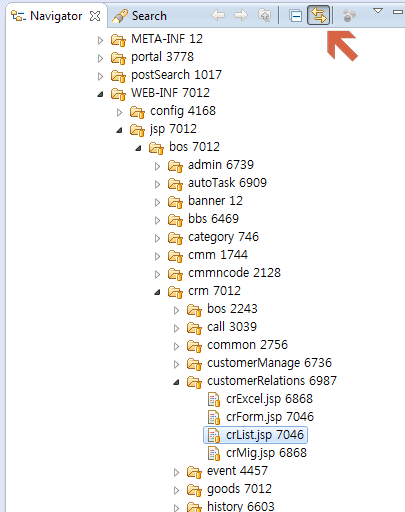 Navigator Search
META-INF 12
portal 3778
postSearch 1017
WEB-INF 7012
config 4168
jsp 7012
bos 7012
admin 6739
autoTask 6909
banner 12
bbs 6469
category 746
cmm 1744
cmmncode 2128
crm 7012
bos 2243
call 3039
common 2756
customerManage 6736
customerRelations 6987
crExcel.jsp 6868
crForm.jsp 7046
crList.jsp 7046
crMig.jsp 6868
event 4457
goods 7012
history 6603